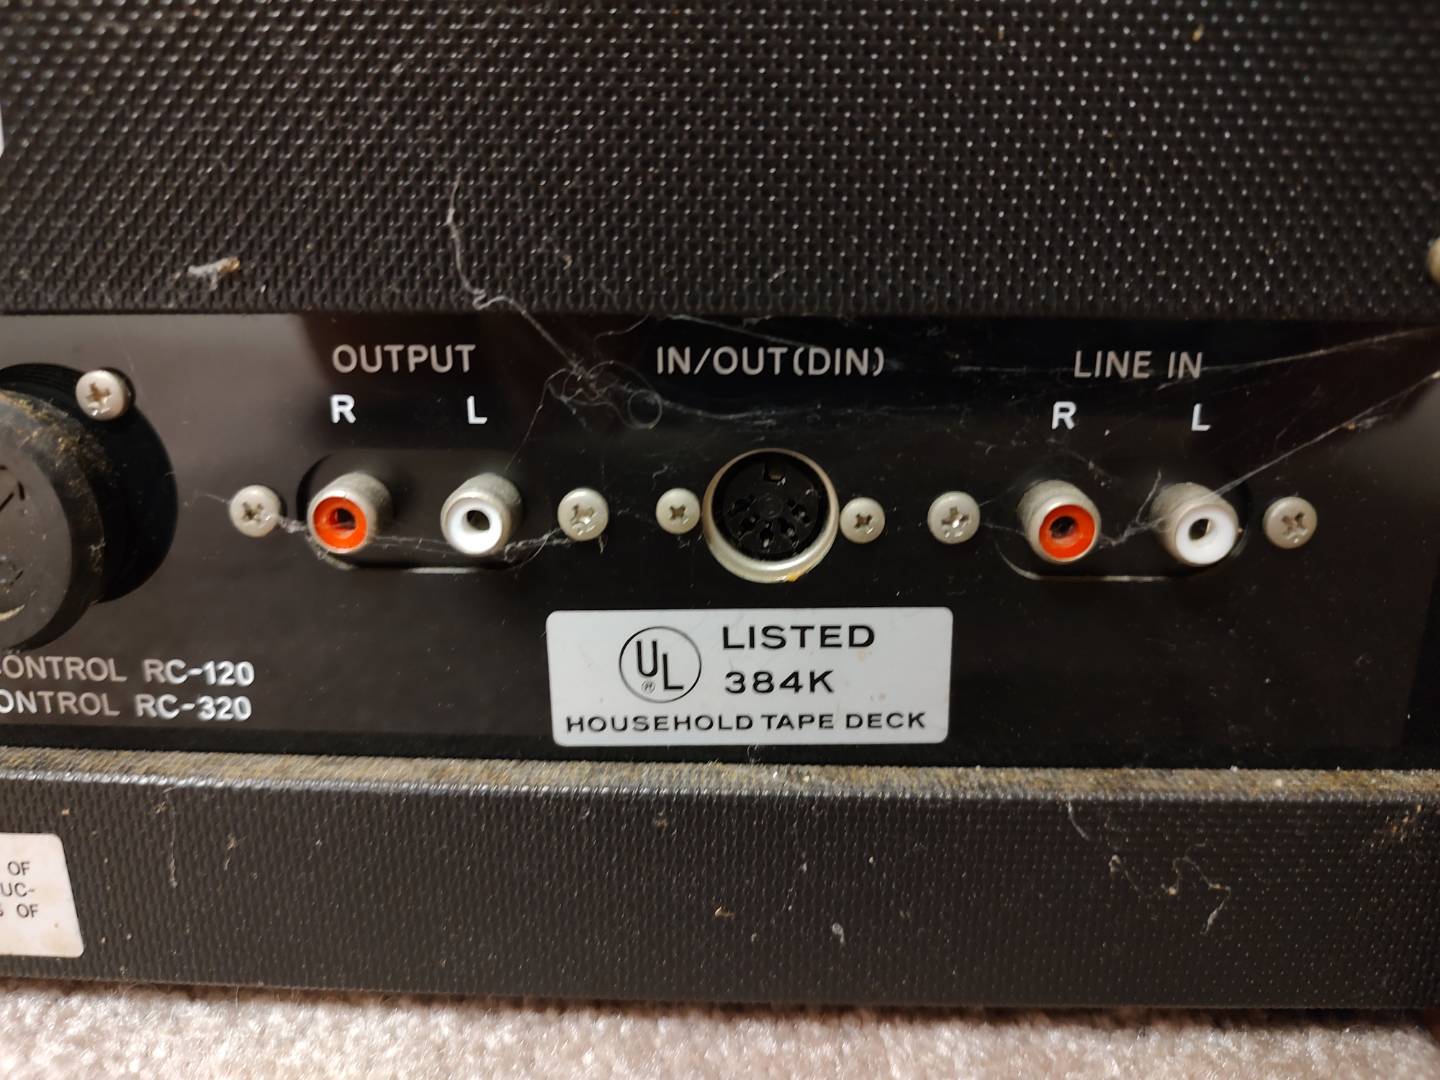 OUTPUT
R L
IN/OUT(DIN)
LINE IN
R L
CONTROL RC-120
CONTROL RC-320
UL® LISTED
384K
HOUSEHOLD TAPE DECK
OF
UC-
OF